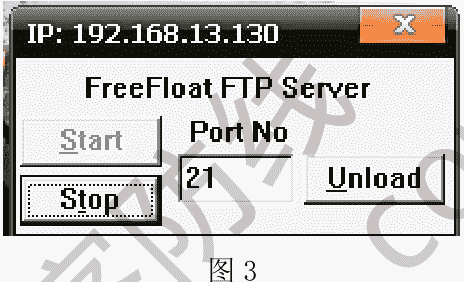 IP: 192.168.13.130
X
FreeFloat FTP Server
Start
Port No
Stop
21
Unload
图 3